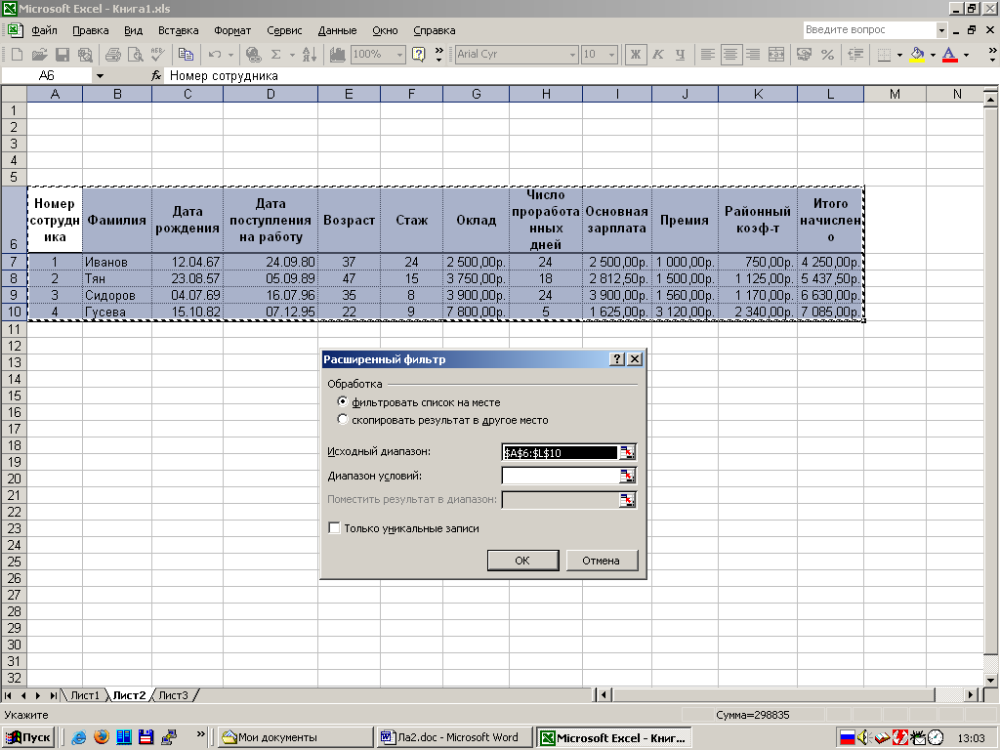 Microsoft Excel - Книга1.xls
Файл Правка Вид Вставка Формат Сервис Данные Окно Справка
Введите вопрос
100% Arial Cyr 10 Ж К Ч %
A6 fx Номер сотрудника
A B C D E F G H I J K L M N
1
2
3
4
5
6 Номер сотрудника Фамилия Дата рождения Дата поступления на работу Возраст Стаж Оклад Число проработанных дней Основная зарплата Премия Районный коэф-т Итого начислено
7 1 Иванов 12.04.67 24.09.80 37 24 2 500,00р. 24 2 500,00р. 1 000,00р. 750,00р. 4 250,00р.
8 2 Тян 23.08.57 05.09.89 47 15 3 750,00р. 18 2 812,50р. 1 500,00р. 1 125,00р. 5 437,50р.
9 3 Сидоров 04.07.69 16.07.96 35 8 3 900,00р. 24 3 900,00р. 1 560,00р. 1 170,00р. 6 630,00р.
10 4 Гусева 15.10.82 07.12.95 22 9 7 800,00р. 5 1 625,00р. 3 120,00р. 2 340,00р. 7 085,00р.
11
12
13
14
15
16
17
18
19
20
21
22
23
24
25
26
27
28
29
30
31
32
Расширенный фильтр
Обработка
фильтровать список на месте
скопировать результат в другое место
Исходный диапазон: $A$6:$L$10
Диапазон условий:
Поместить результат в диапазон:
Только уникальные записи
ОК Отмена
Лист1 Лист2 Лист3
Укажите Сумма=298835
Пуск Мои документы Ла2.doc - Microsoft Word Microsoft Excel - Книг... 13:03